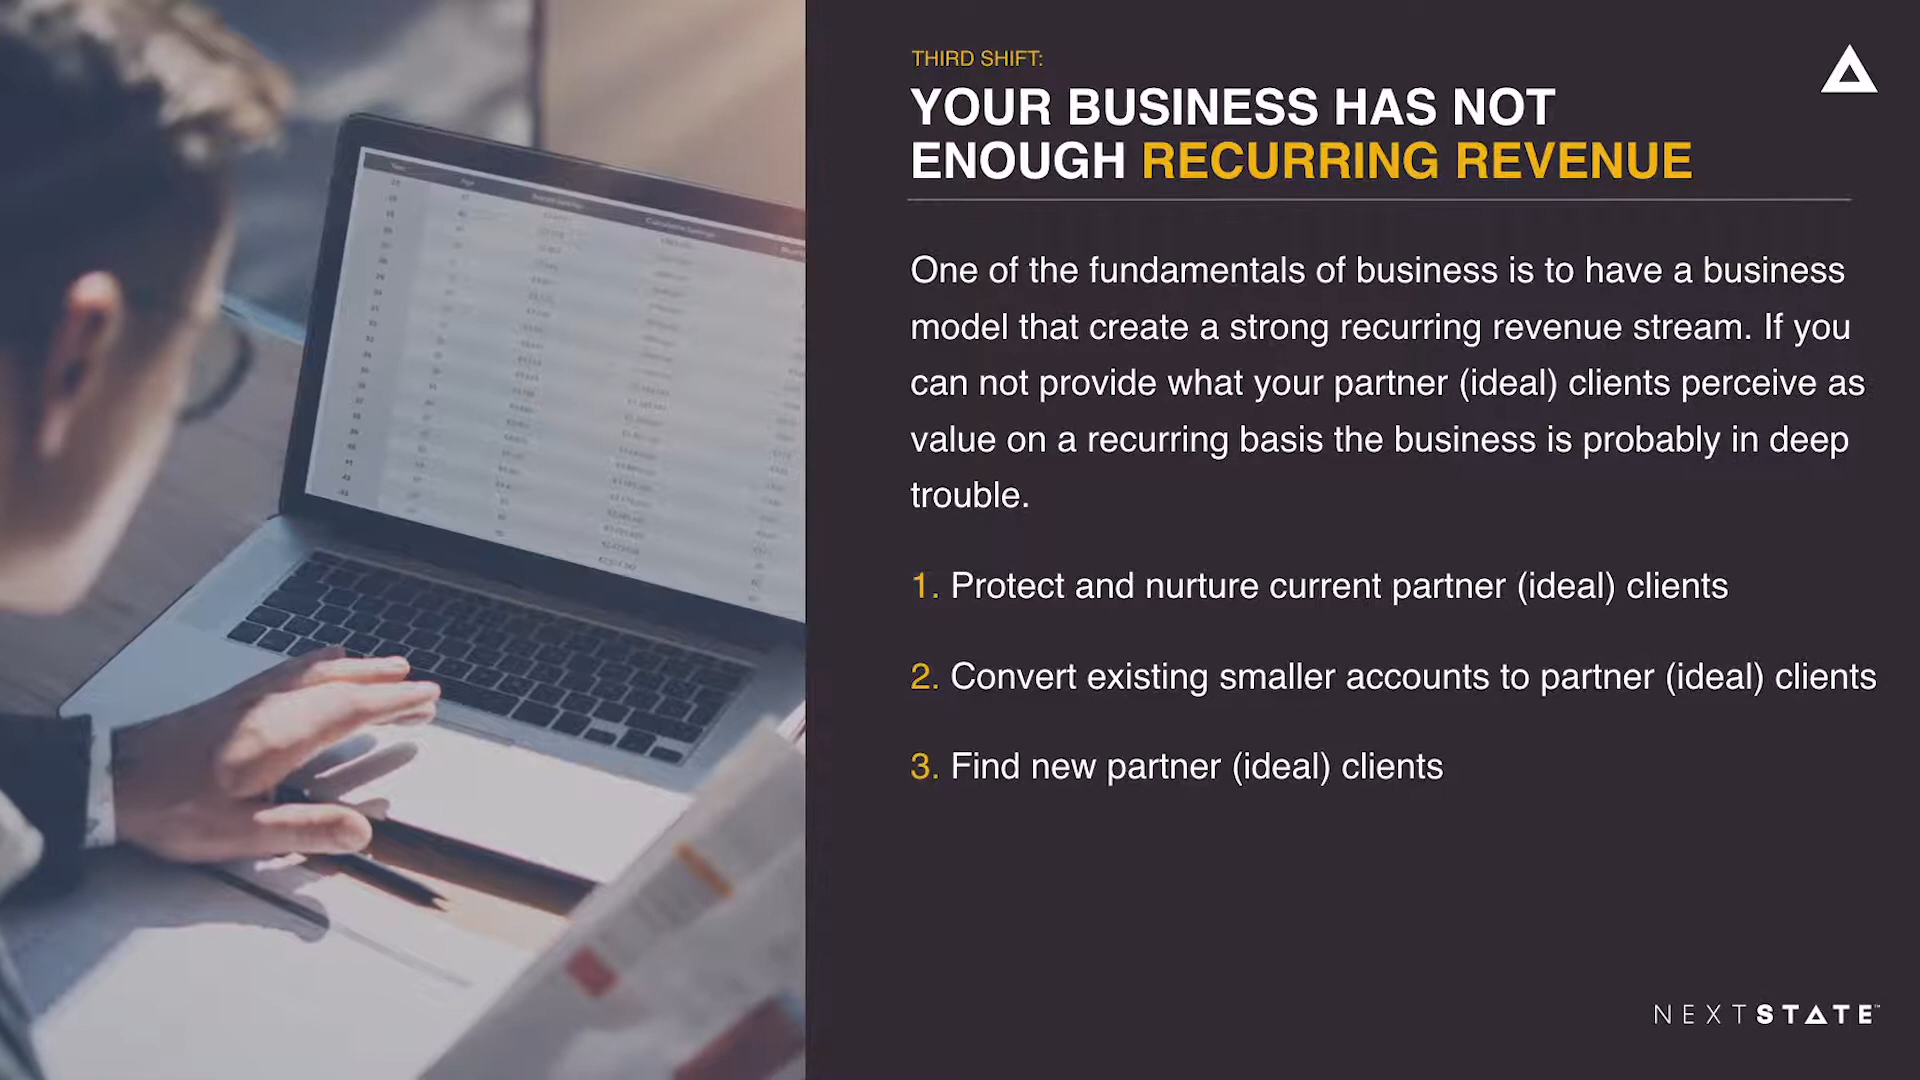 THIRD SHIFT:
YOUR BUSINESS HAS NOT
ENOUGH RECURRING REVENUE
One of the fundamentals of business is to have a business
model that create a strong recurring revenue stream. If you
can not provide what your partner (ideal) clients perceive as
value on a recurring basis the business is probably in deep
trouble.
1. Protect and nurture current partner (ideal) clients
2. Convert existing smaller accounts to partner (ideal) clients
3. Find new partner (ideal) clients
NEXTSTATE™